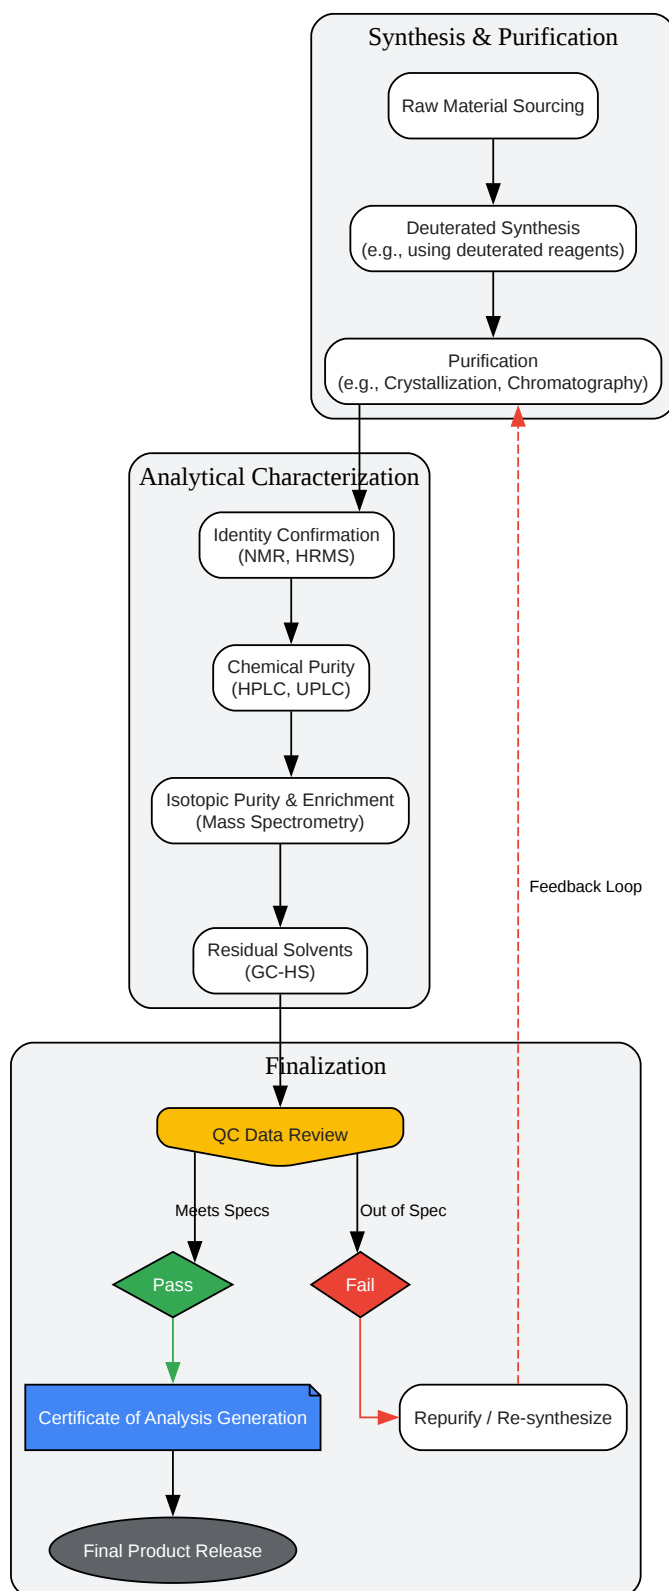 Synthesis & Purification
Raw Material Sourcing
Deuterated Synthesis
(e.g., using deuterated reagents)
Purification
(e.g., Crystallization, Chromatography)
Analytical Characterization
Identity Confirmation
(NMR, HRMS)
Chemical Purity
(HPLC, UPLC)
Isotopic Purity & Enrichment
(Mass Spectrometry)
Feedback Loop
Residual Solvents
(GC-HS)
Finalization
QC Data Review
Meets Specs
Out of Spec
Pass
Fail
Certificate of Analysis Generation
Repurify / Re-synthesize
Final Product Release